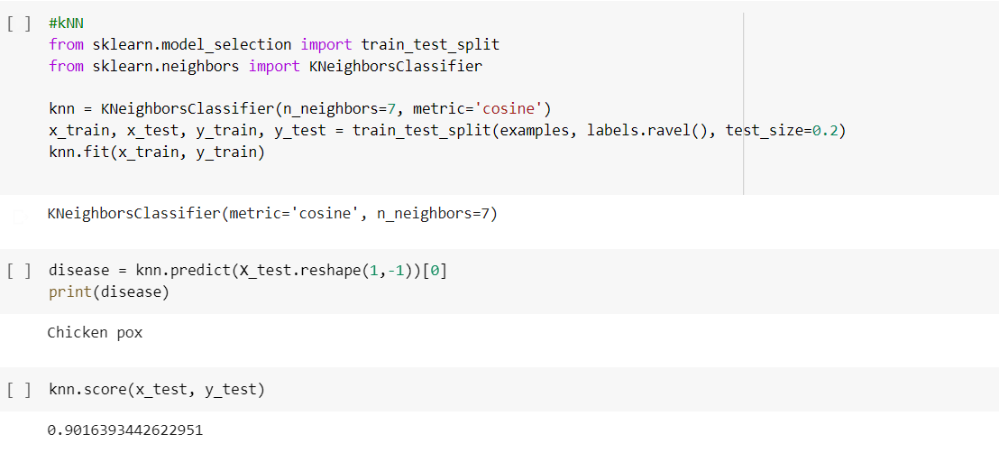 [ ] #kNN
from sklearn.model_selection import train_test_split
from sklearn.neighbors import KNeighborsClassifier
knn = KNeighborsClassifier(n_neighbors=7, metric='cosine')
x_train, x_test, y_train, y_test = train_test_split(examples, labels.ravel(), test_size=0.2)
knn.fit(x_train, y_train)
KNeighborsClassifier(metric='cosine', n_neighbors=7)
[ ] disease = knn.predict(X_test.reshape(1,-1))[0]
print(disease)
Chicken pox
[ ] knn.score(x_test, y_test)
0.9016393442622951